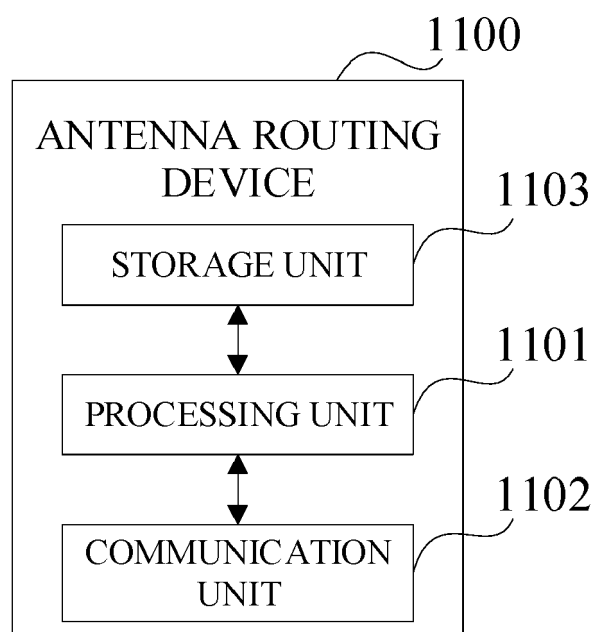 1100
ANTENNA ROUTING
DEVICE
1103
STORAGE UNIT
1101
PROCESSING UNIT
1102
COMMUNICATION
UNIT